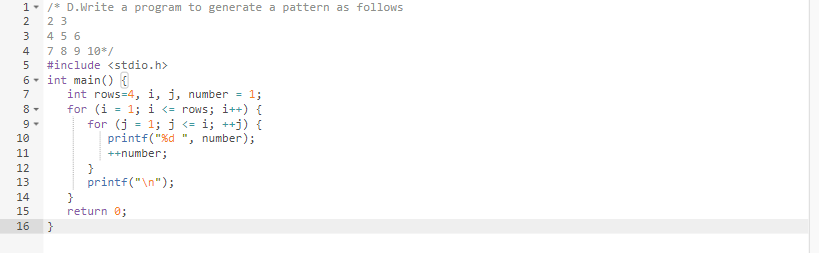 1 /* D.Write a program to generate a pattern as follows
2 2 3
3 4 5 6
4 7 8 9 10*/
5 #include <stdio.h>
6 int main() {
7 int rows=4, i, j, number = 1;
8 for (i = 1; i <= rows; i++) {
9 for (j = 1; j <= i; ++j) {
10 printf("%d ", number);
11 ++number;
12 }
13 printf("\n");
14 }
15 return 0;
16 }